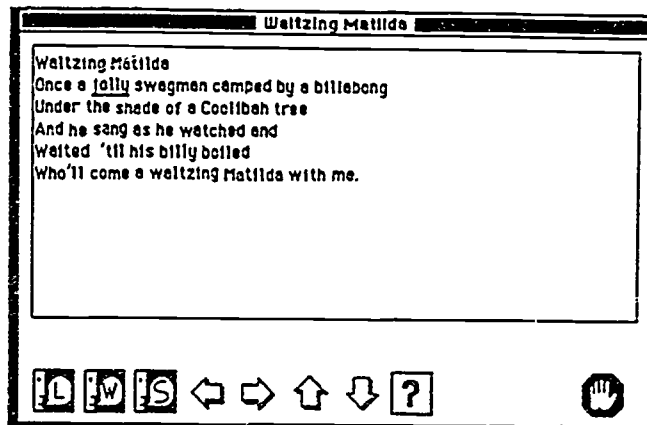 Waltzing Matilda
Waltzing Matilda
Once a jolly swagman camped by a billabong
Under the shade of a Coolibah tree
And he sang as he watched and
Waited 'til his billy boiled
Who'll come a waltzing Matilda with me.
L W S ?